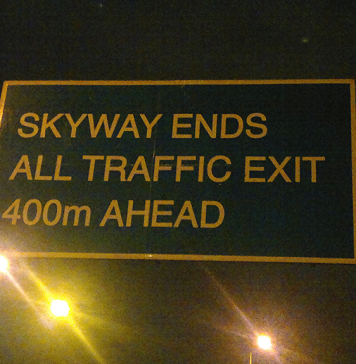 SKYWAY ENDS
ALL TRAFFIC EXIT
400m AHEAD